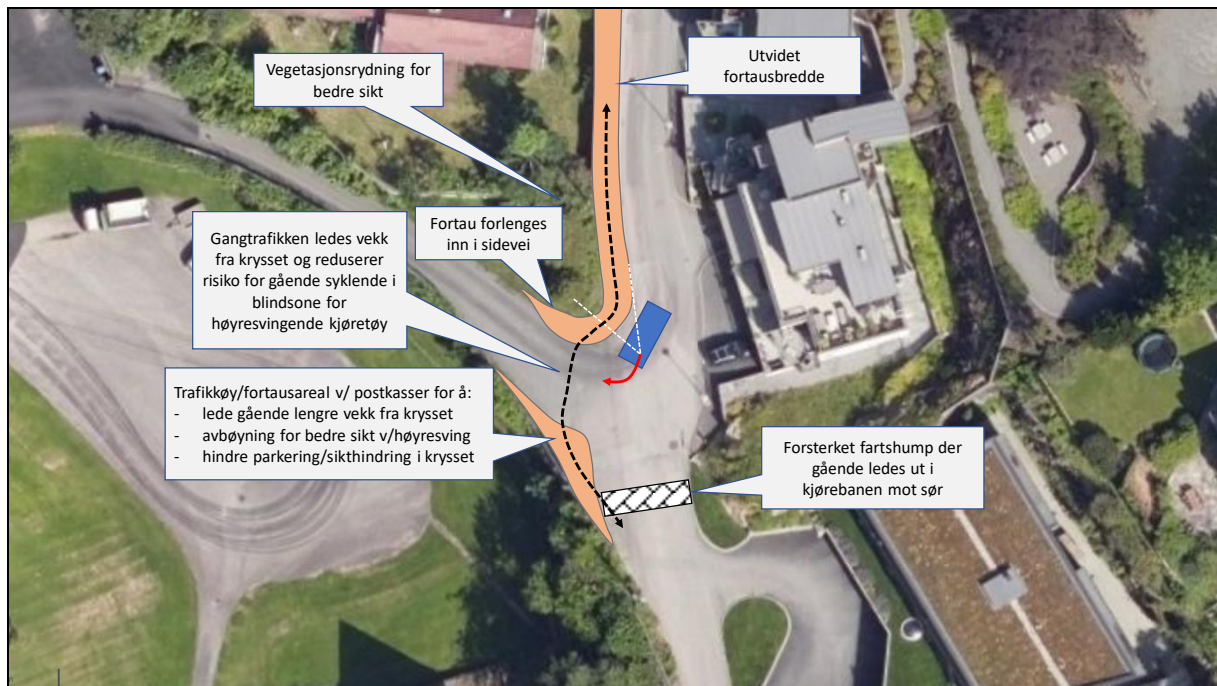 Vegetasjonsrydning for
bedre sikt
Utvidet
fortausbredde
Gangtrafikken ledes vekk
fra krysset og reduserer
risiko for gående syklende i
blindsone for
høyresvingende kjøretøy
Fortau forlenges
inn i sidevei
Trafikkøy/fortausareal v/ postkasser for å:
- lede gående lengre vekk fra krysset
- avbøyning for bedre sikt v/høyresving
- hindre parkering/sikthindring i krysset
Forsterket fartshump der
gående ledes ut i
kjørebanen mot sør